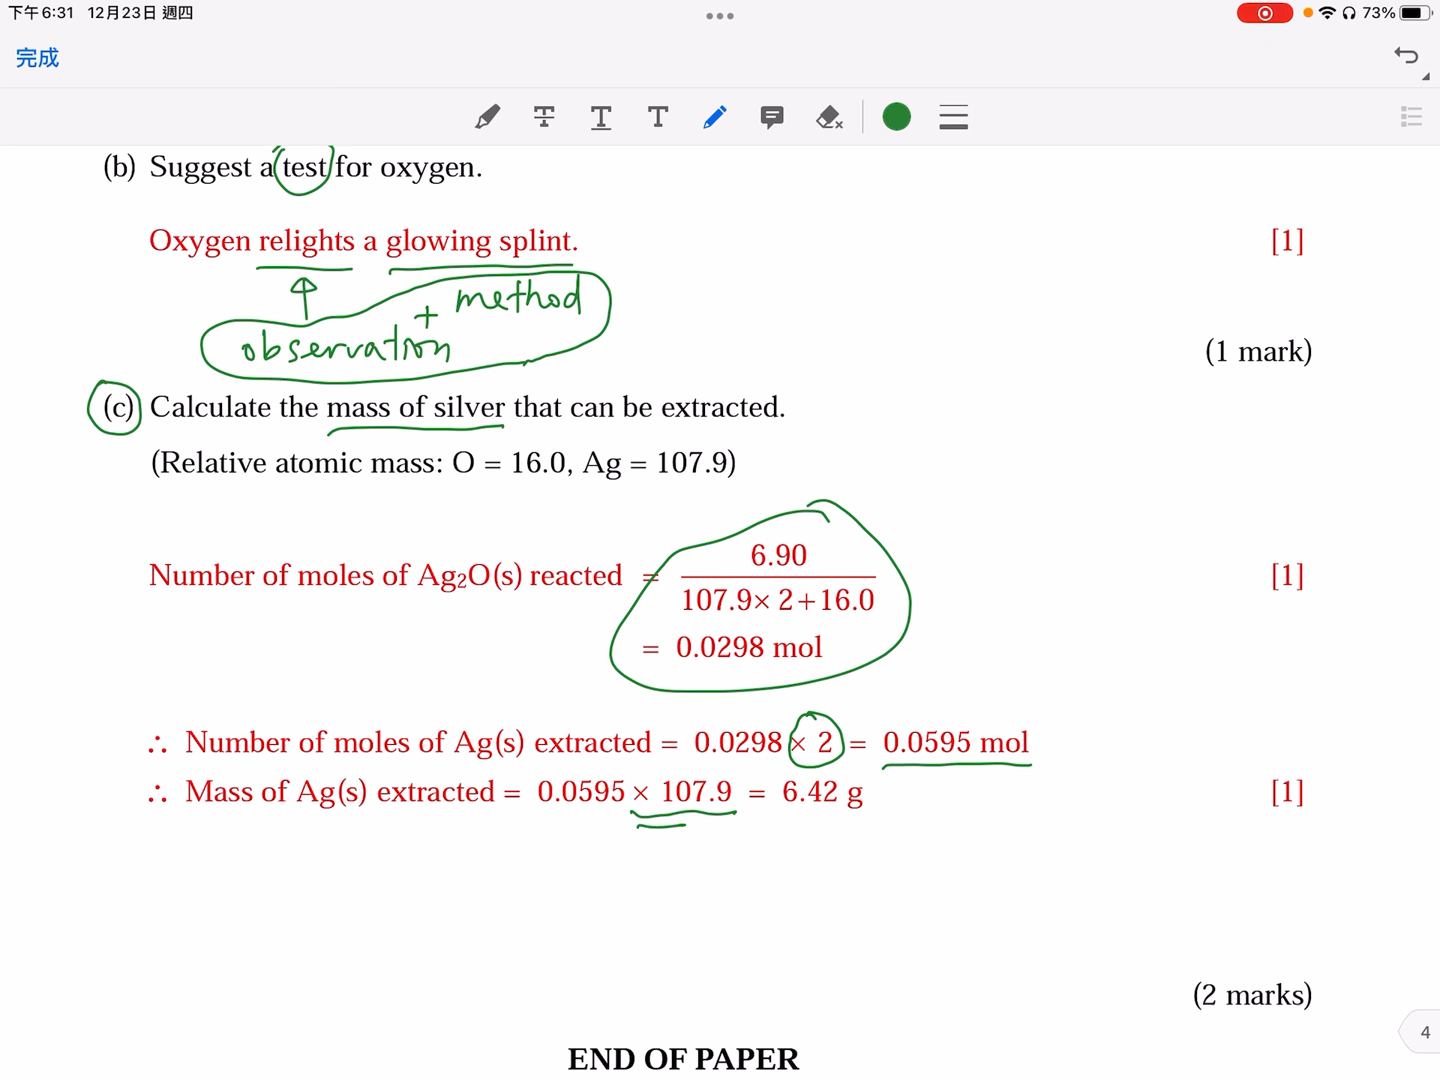 下午6:31 12月23日 週四
73%
完成
(b) Suggest a test for oxygen.
Oxygen relights a glowing splint. [1]
method
+
observation
(1 mark)
(c) Calculate the mass of silver that can be extracted.
(Relative atomic mass: O = 16.0, Ag = 107.9)
6.90
Number of moles of Ag₂O(s) reacted = [1]
107.9× 2+16.0
= 0.0298 mol
∴ Number of moles of Ag(s) extracted = 0.0298 × 2 = 0.0595 mol
∴ Mass of Ag(s) extracted = 0.0595 × 107.9 = 6.42 g [1]
(2 marks)
4
END OF PAPER